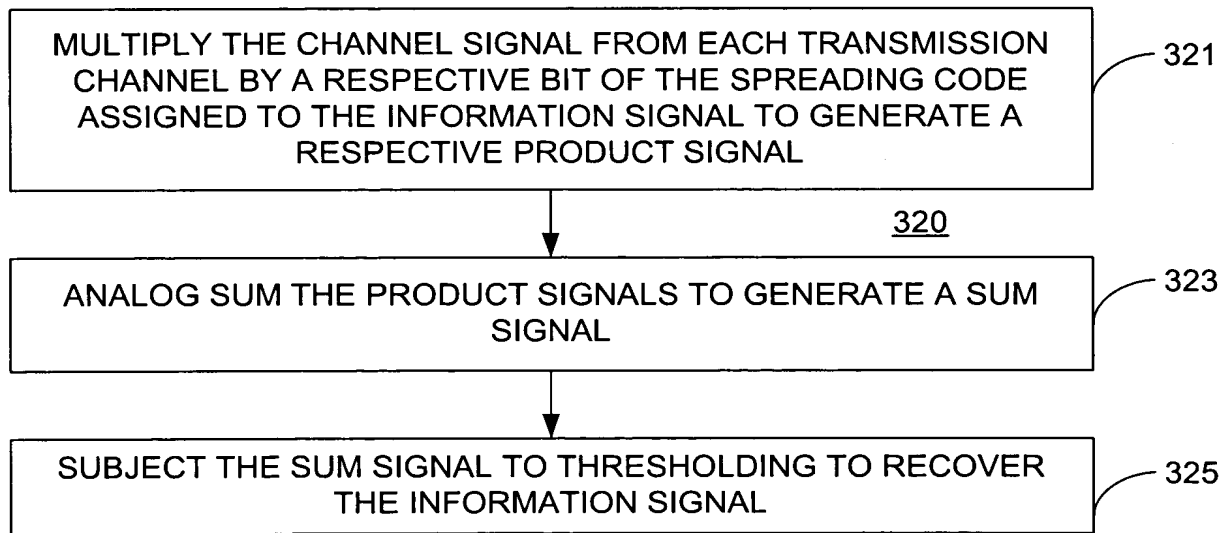 MULTIPLY THE CHANNEL SIGNAL FROM EACH TRANSMISSION
CHANNEL BY A RESPECTIVE BIT OF THE SPREADING CODE
ASSIGNED TO THE INFORMATION SIGNAL TO GENERATE A
RESPECTIVE PRODUCT SIGNAL
321
320
ANALOG SUM THE PRODUCT SIGNALS TO GENERATE A SUM
SIGNAL
323
SUBJECT THE SUM SIGNAL TO THRESHOLDING TO RECOVER
THE INFORMATION SIGNAL
325